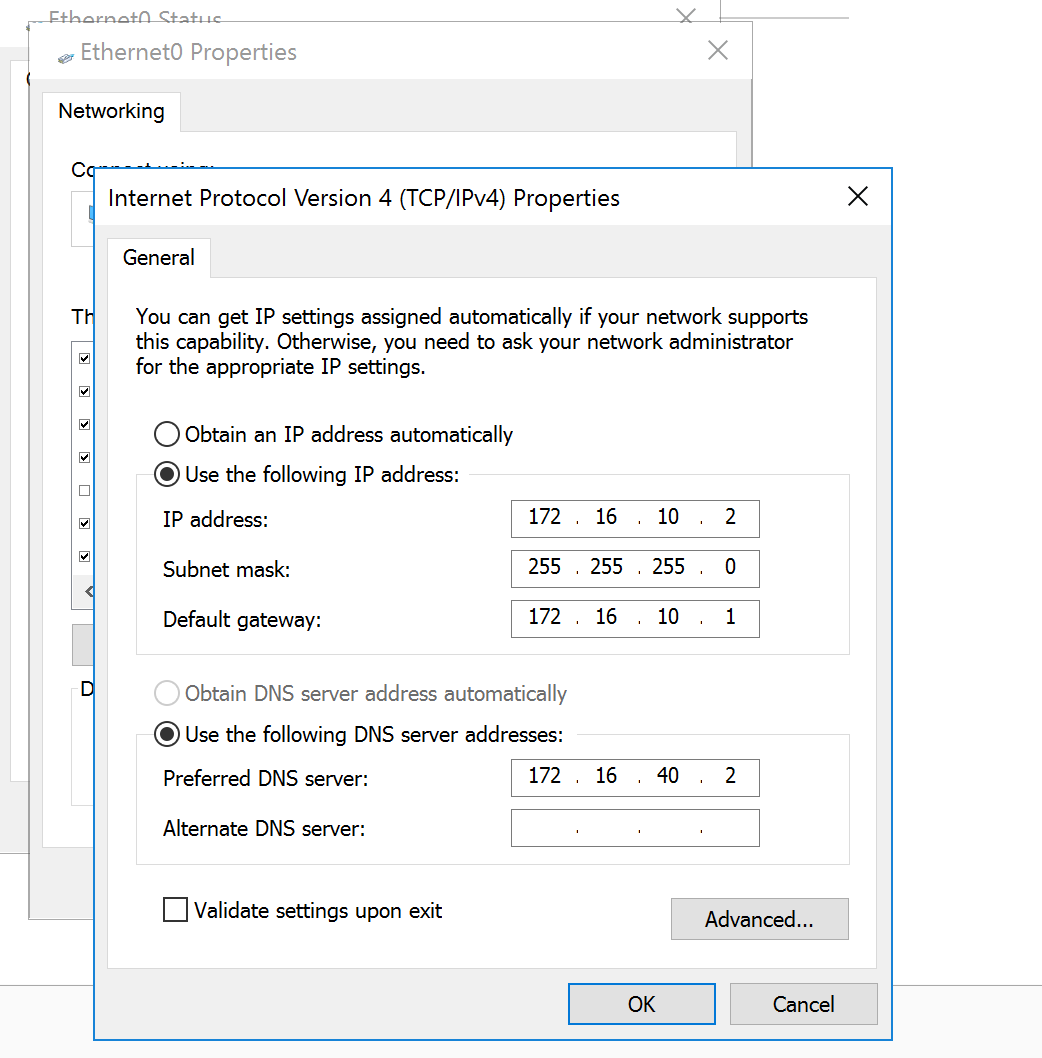 Ethernet0 Status
Ethernet0 Properties
Networking
Connect using:
Internet Protocol Version 4 (TCP/IPv4) Properties
General
You can get IP settings assigned automatically if your network supports
this capability. Otherwise, you need to ask your network administrator
for the appropriate IP settings.
Th
Obtain an IP address automatically
Use the following IP address:
IP address: 172 . 16 . 10 . 2
Subnet mask: 255 . 255 . 255 . 0
Default gateway: 172 . 16 . 10 . 1
D
Obtain DNS server address automatically
Use the following DNS server addresses:
Preferred DNS server: 172 . 16 . 40 . 2
Alternate DNS server: . . .
Validate settings upon exit
Advanced...
OK Cancel